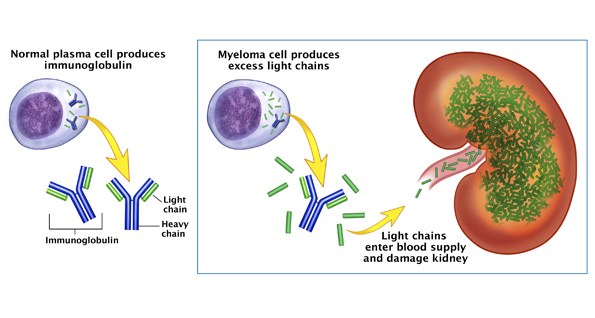 Normal plasma cell produces
immunoglobulin
Light
chain
Heavy
chain
Immunoglobulin
Myeloma cell produces
excess light chains
Light chains
enter blood supply
and damage kidney